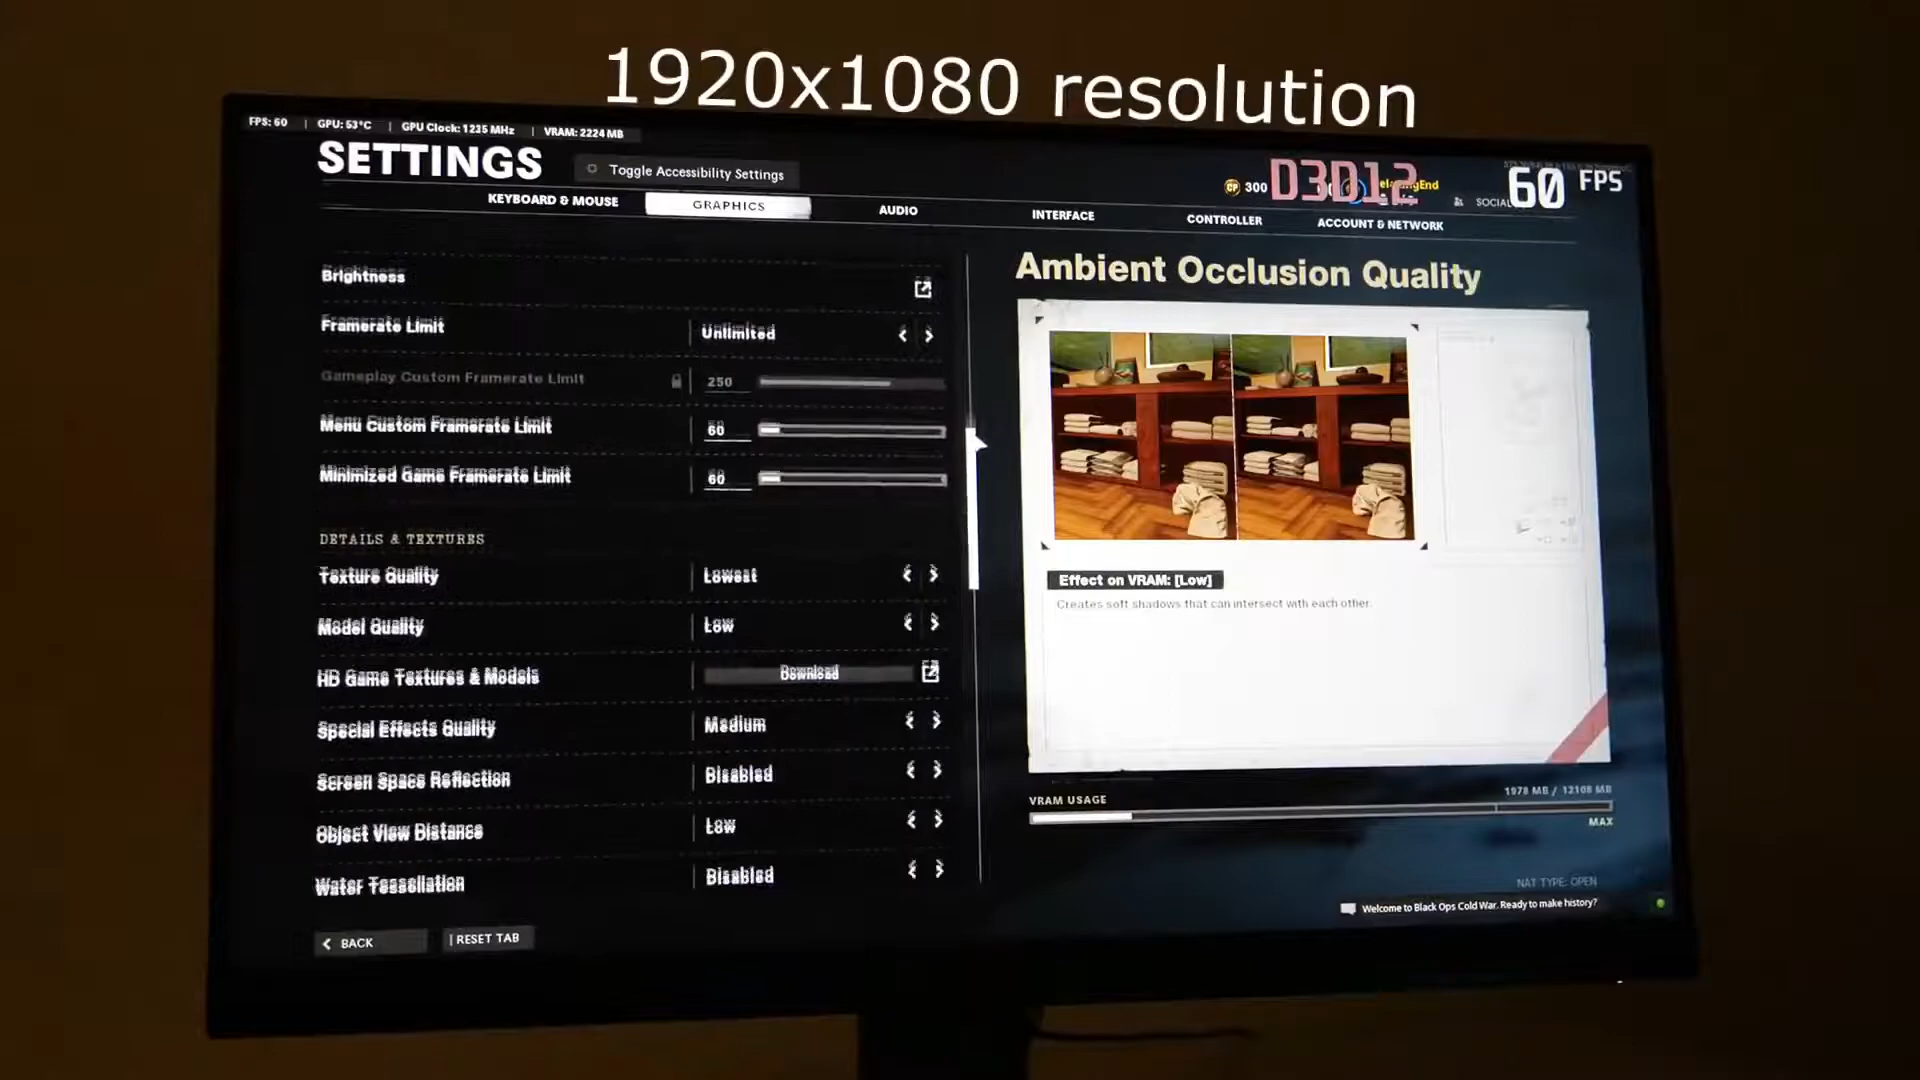 1920x1080 resolution
FPS: 60 | GPU: 53°C | GPU Clock: 1235 MHz | VRAM: 2224 MB
SETTINGS
Toggle Accessibility Settings
300
D3D12
60 FPS
SOCIAL
KEYBOARD & MOUSE
GRAPHICS
AUDIO
INTERFACE
CONTROLLER
ACCOUNT & NETWORK
Brightness
Framerate Limit
Unlimited
Gameplay Custom Framerate Limit
250
Menu Custom Framerate Limit
60
Minimized Game Framerate Limit
60
DETAILS & TEXTURES
Texture Quality
Lowest
Model Quality
Low
HD Game Textures & Models
Download
Special Effects Quality
Medium
Screen Space Reflection
Disabled
Object View Distance
Low
Water Tessellation
Disabled
BACK
RESET TAB
Ambient Occlusion Quality
Effect on VRAM: [Low]
Creates soft shadows that can intersect with each other.
VRAM USAGE
1978 MB / 12108 MB
MAX
NAT TYPE: OPEN
Welcome to Black Ops Cold War. Ready to make history?